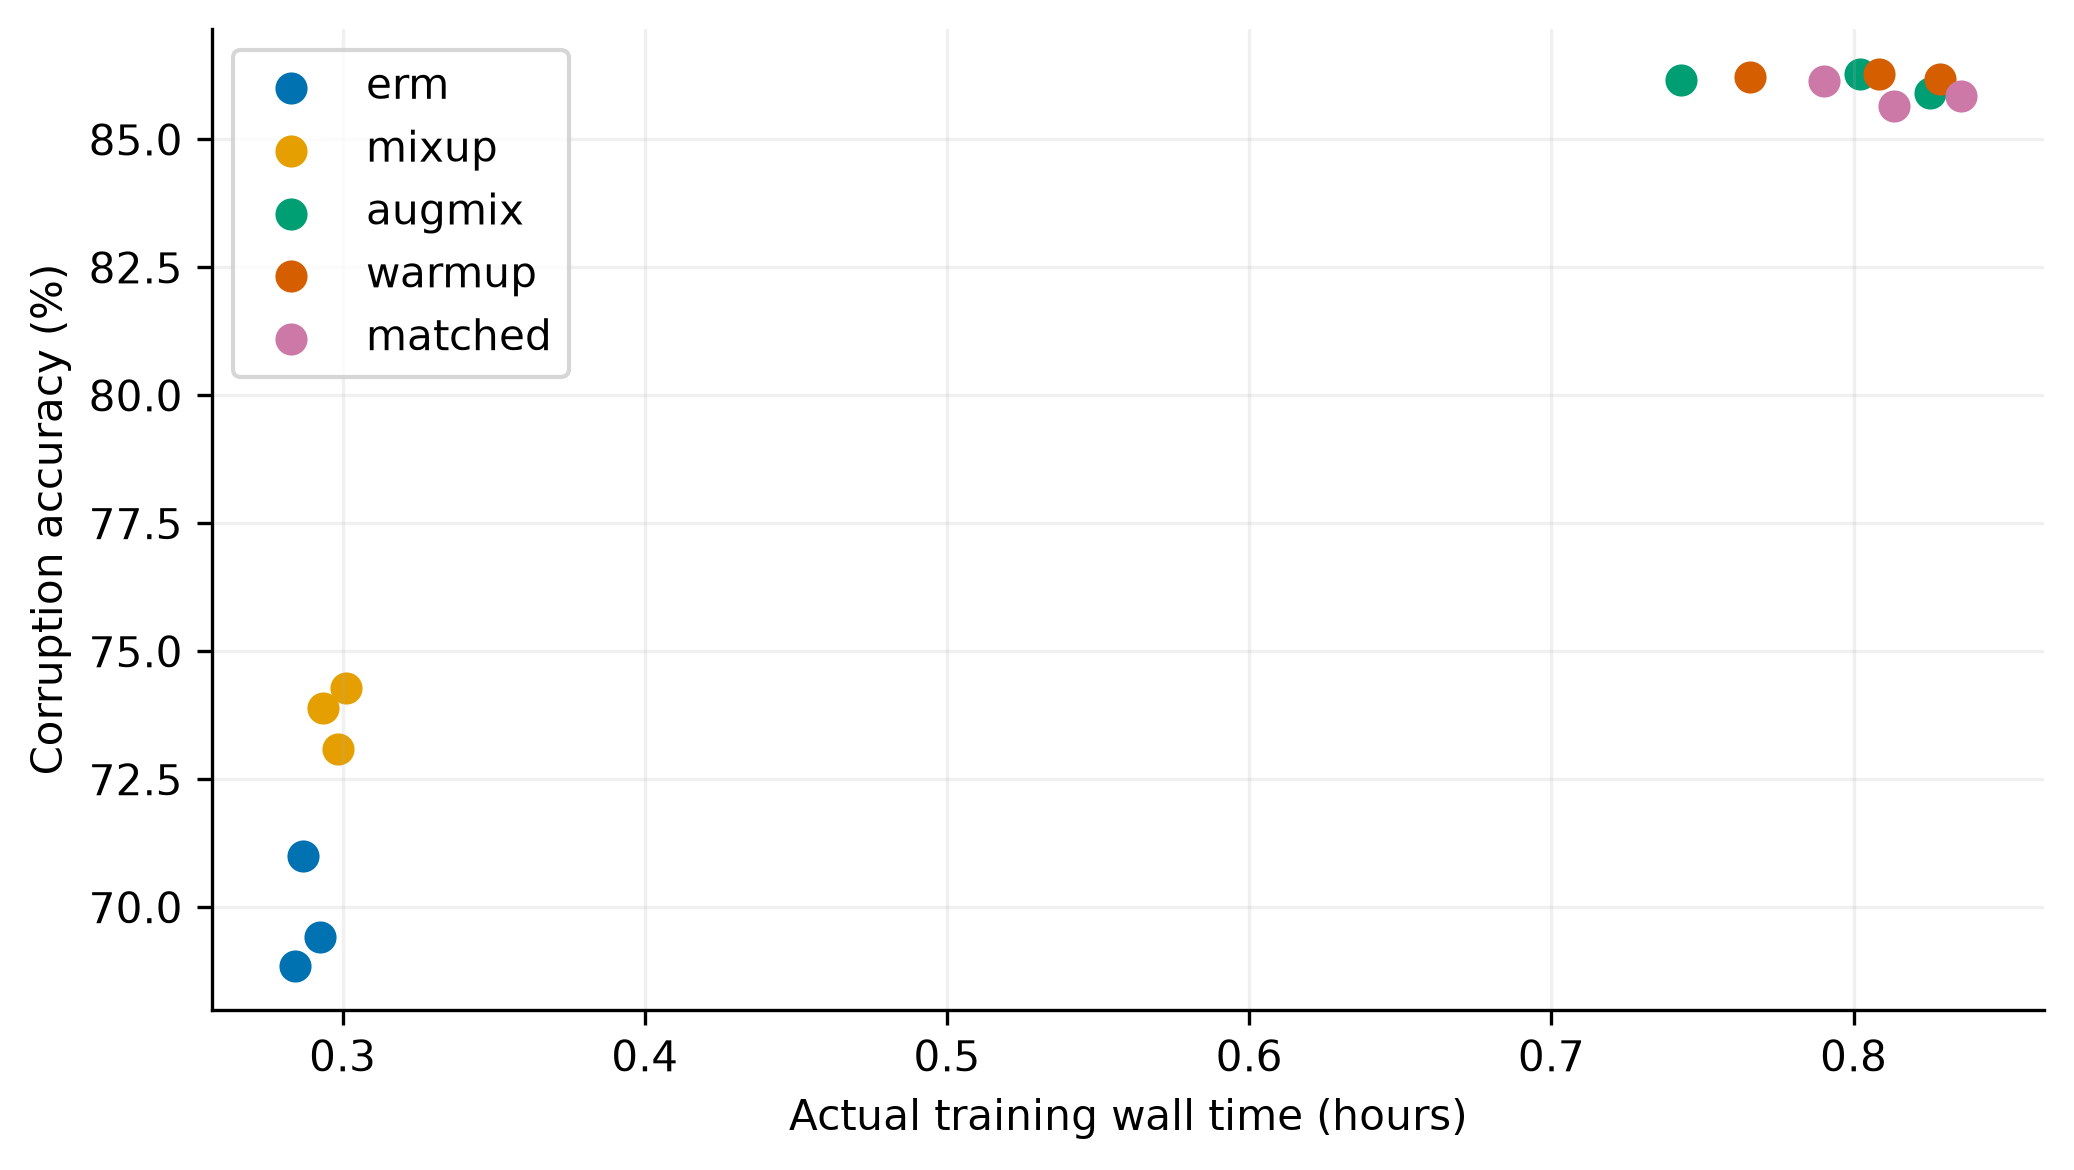 erm
mixup
augmix
warmup
matched
85.0
82.5
80.0
77.5
75.0
72.5
70.0
Corruption accuracy (%)
0.3 0.4 0.5 0.6 0.7 0.8
Actual training wall time (hours)